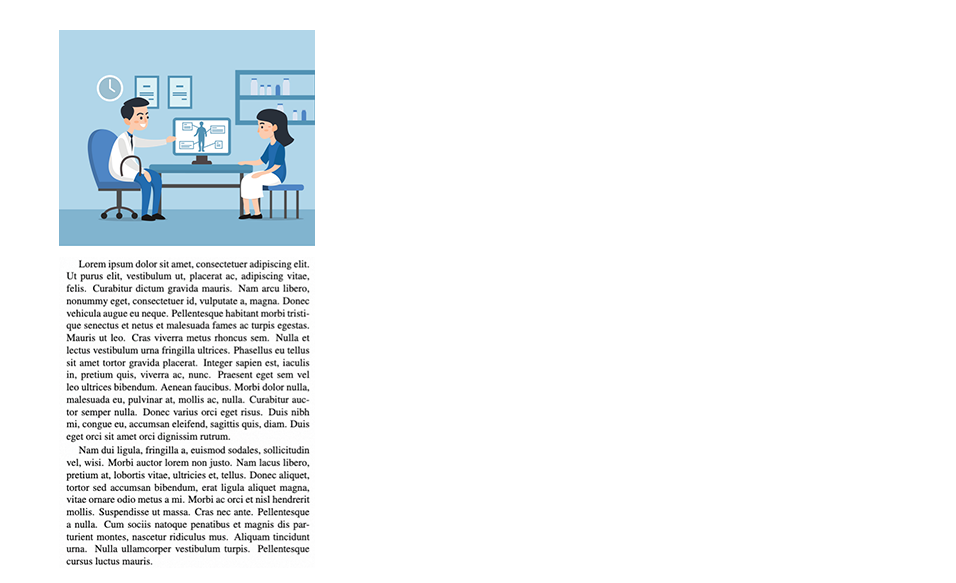 Lorem ipsum dolor sit amet, consectetuer adipiscing elit.
Ut purus elit, vestibulum ut, placerat ac, adipiscing vitae,
felis. Curabitur dictum gravida mauris. Nam arcu libero,
nonummy eget, consectetuer id, vulputate a, magna. Donec
vehicula augue eu neque. Pellentesque habitant morbi tristi-
que senectus et netus et malesuada fames ac turpis egestas.
Mauris ut leo. Cras viverra metus rhoncus sem. Nulla et
lectus vestibulum urna fringilla ultrices. Phasellus eu tellus
sit amet tortor gravida placerat. Integer sapien est, iaculis
in, pretium quis, viverra ac, nunc. Praesent eget sem vel
leo ultrices bibendum. Aenean faucibus. Morbi dolor nulla,
malesuada eu, pulvinar at, mollis ac, nulla. Curabitur auc-
tor semper nulla. Donec varius orci eget risus. Duis nibh
mi, congue eu, accumsan eleifend, sagittis quis, diam. Duis
eget orci sit amet orci dignissim rutrum.
Nam dui ligula, fringilla a, euismod sodales, sollicitudin
vel, wisi. Morbi auctor lorem non justo. Nam lacus libero,
pretium at, lobortis vitae, ultricies et, tellus. Donec aliquet,
tortor sed accumsan bibendum, erat ligula aliquet magna,
vitae ornare odio metus a mi. Morbi ac orci et nisl hendrerit
mollis. Suspendisse ut massa. Cras nec ante. Pellentesque
a nulla. Cum sociis natoque penatibus et magnis dis par-
turient montes, nascetur ridiculus mus. Aliquam tincidunt
urna. Nulla ullamcorper vestibulum turpis. Pellentesque
cursus luctus mauris.